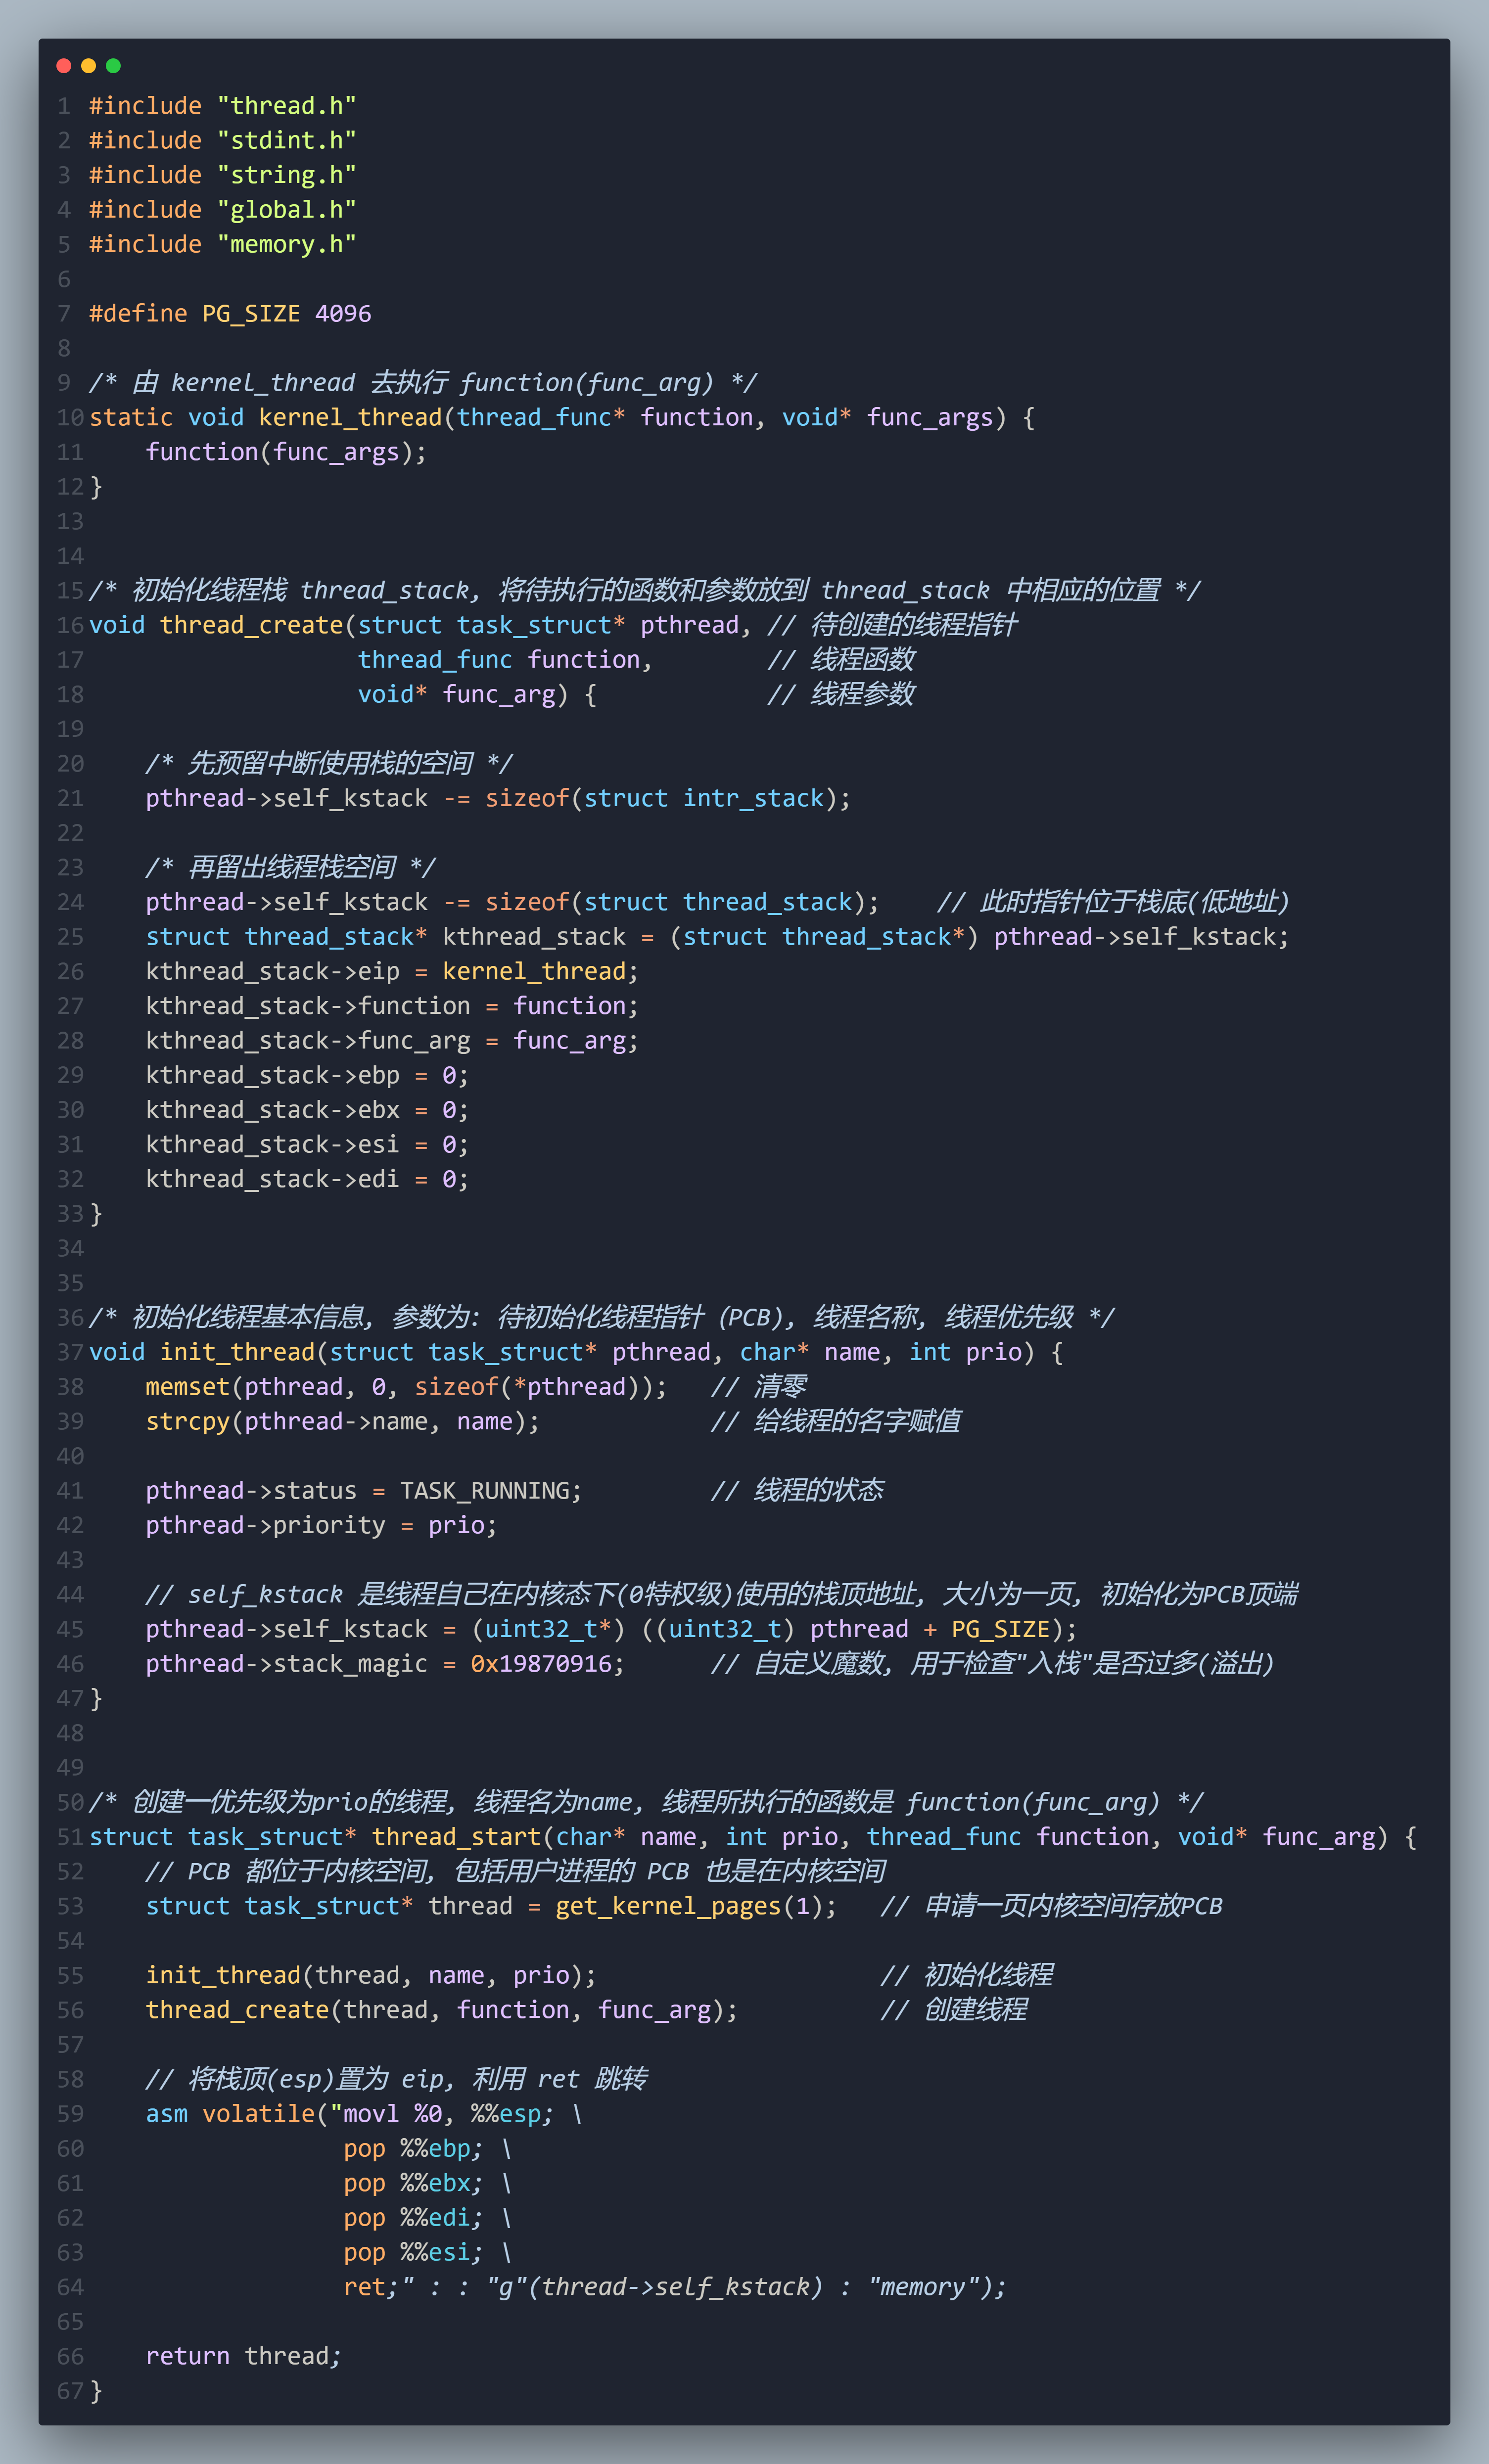 1 #include "thread.h"
2 #include "stdint.h"
3 #include "string.h"
4 #include "global.h"
5 #include "memory.h"
6
7 #define PG_SIZE 4096
8
9 /* 由 kernel_thread 去执行 function(func_arg) */
10 static void kernel_thread(thread_func* function, void* func_args) {
11     function(func_args);
12 }
13
14
15 /* 初始化线程栈 thread_stack, 将待执行的函数和参数放到 thread_stack 中相应的位置 */
16 void thread_create(struct task_struct* pthread, // 待创建的线程指针
17                    thread_func function,        // 线程函数
18                    void* func_arg) {            // 线程参数
19
20     /* 先预留中断使用栈的空间 */
21     pthread->self_kstack -= sizeof(struct intr_stack);
22
23     /* 再留出线程栈空间 */
24     pthread->self_kstack -= sizeof(struct thread_stack);    // 此时指针位于栈底(低地址)
25     struct thread_stack* kthread_stack = (struct thread_stack*) pthread->self_kstack;
26     kthread_stack->eip = kernel_thread;
27     kthread_stack->function = function;
28     kthread_stack->func_arg = func_arg;
29     kthread_stack->ebp = 0;
30     kthread_stack->ebx = 0;
31     kthread_stack->esi = 0;
32     kthread_stack->edi = 0;
33 }
34
35
36 /* 初始化线程基本信息, 参数为: 待初始化线程指针 (PCB), 线程名称, 线程优先级 */
37 void init_thread(struct task_struct* pthread, char* name, int prio) {
38     memset(pthread, 0, sizeof(*pthread));   // 清零
39     strcpy(pthread->name, name);            // 给线程的名字赋值
40
41     pthread->status = TASK_RUNNING;         // 线程的状态
42     pthread->priority = prio;
43
44     // self_kstack 是线程自己在内核态下(0特权级)使用的栈顶地址, 大小为一页, 初始化为PCB顶端
45     pthread->self_kstack = (uint32_t*) ((uint32_t) pthread + PG_SIZE);
46     pthread->stack_magic = 0x19870916;      // 自定义魔数, 用于检查"入栈"是否过多(溢出)
47 }
48
49
50 /* 创建一优先级为prio的线程, 线程名为name, 线程所执行的函数是 function(func_arg) */
51 struct task_struct* thread_start(char* name, int prio, thread_func function, void* func_arg) {
52     // PCB 都位于内核空间, 包括用户进程的 PCB 也是在内核空间
53     struct task_struct* thread = get_kernel_pages(1);   // 申请一页内核空间存放PCB
54
55     init_thread(thread, name, prio);                    // 初始化线程
56     thread_create(thread, function, func_arg);          // 创建线程
57
58     // 将栈顶(esp)置为 eip, 利用 ret 跳转
59     asm volatile("movl %0, %%esp; \
60                   pop %%ebp; \
61                   pop %%ebx; \
62                   pop %%edi; \
63                   pop %%esi; \
64                   ret;" : : "g"(thread->self_kstack) : "memory");
65
66     return thread;
67 }